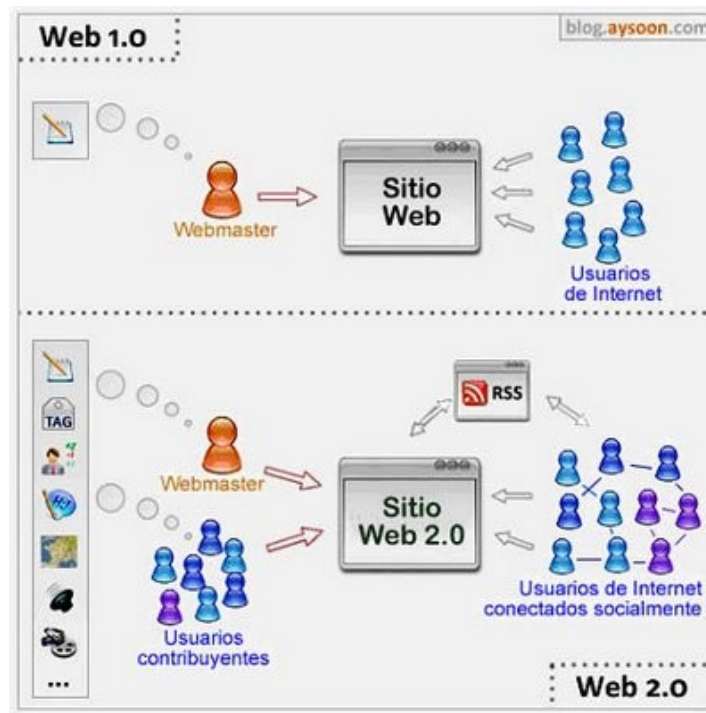 Web 1.0
blog.aysoon.com
Sitio
Web
Webmaster
Usuarios
de Internet
TAG
RSS
Webmaster
Sitio
Web 2.0
Usuarios
contribuyentes
Usuarios de Internet
conectados socialmente
...
Web 2.0